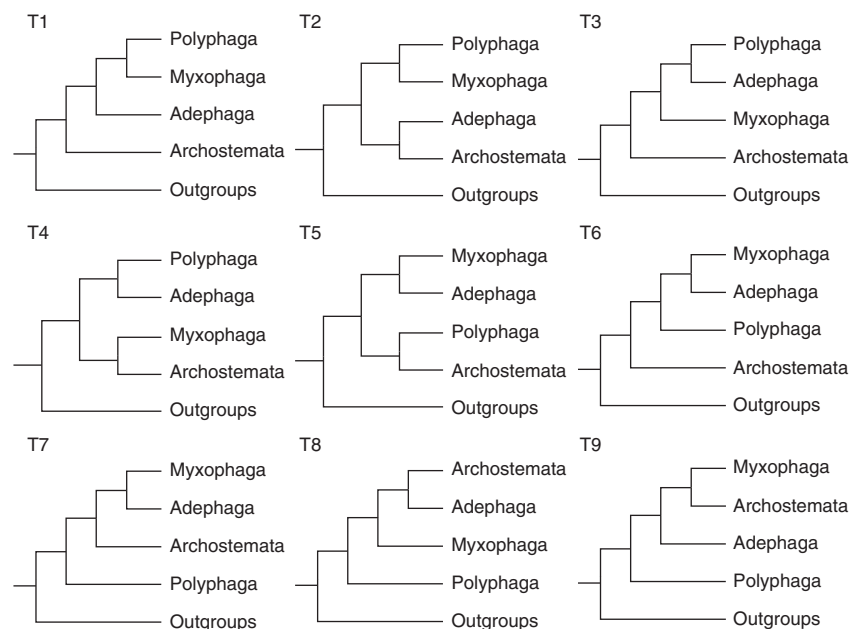 T1
Polyphaga
Myxophaga
Adephaga
Archostemata
Outgroups
T2
Polyphaga
Myxophaga
Adephaga
Archostemata
Outgroups
T3
Polyphaga
Adephaga
Myxophaga
Archostemata
Outgroups
T4
Polyphaga
Adephaga
Myxophaga
Archostemata
Outgroups
T5
Myxophaga
Adephaga
Polyphaga
Archostemata
Outgroups
T6
Myxophaga
Adephaga
Polyphaga
Archostemata
Outgroups
T7
Myxophaga
Adephaga
Archostemata
Polyphaga
Outgroups
T8
Archostemata
Adephaga
Myxophaga
Polyphaga
Outgroups
T9
Myxophaga
Archostemata
Adephaga
Polyphaga
Outgroups